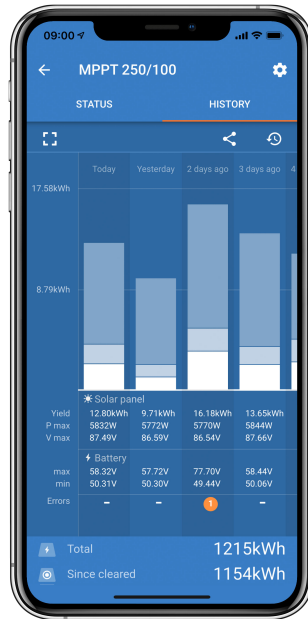 09:00
MPPT 250/100
STATUS HISTORY
Today Yesterday 2 days ago 3 days ago 4
17.58kWh
8.79kWh
Solar panel
Yield 12.80kWh 9.71kWh 16.18kWh 13.65kWh
P max 5832W 5772W 5770W 5844W
V max 87.49V 86.59V 86.54V 87.66V
Battery
max 58.32V 57.72V 77.70V 58.44V
min 50.31V 50.30V 49.44V 50.06V
Errors – – 1 –
Total 1215kWh
Since cleared 1154kWh